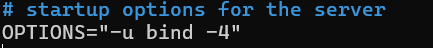 # startup options for the server
OPTIONS="-u bind -4"